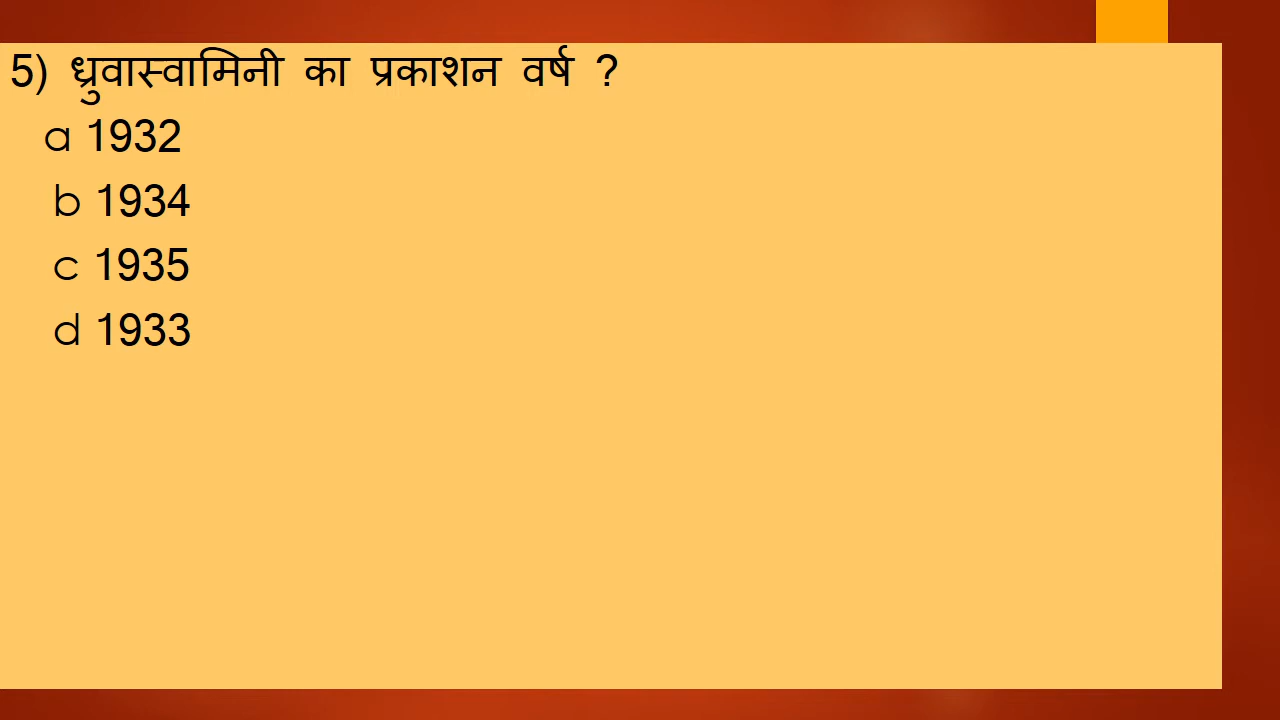 5) ध्रुवास्वामिनी का प्रकाशन वर्ष ?
a 1932
b 1934
c 1935
d 1933